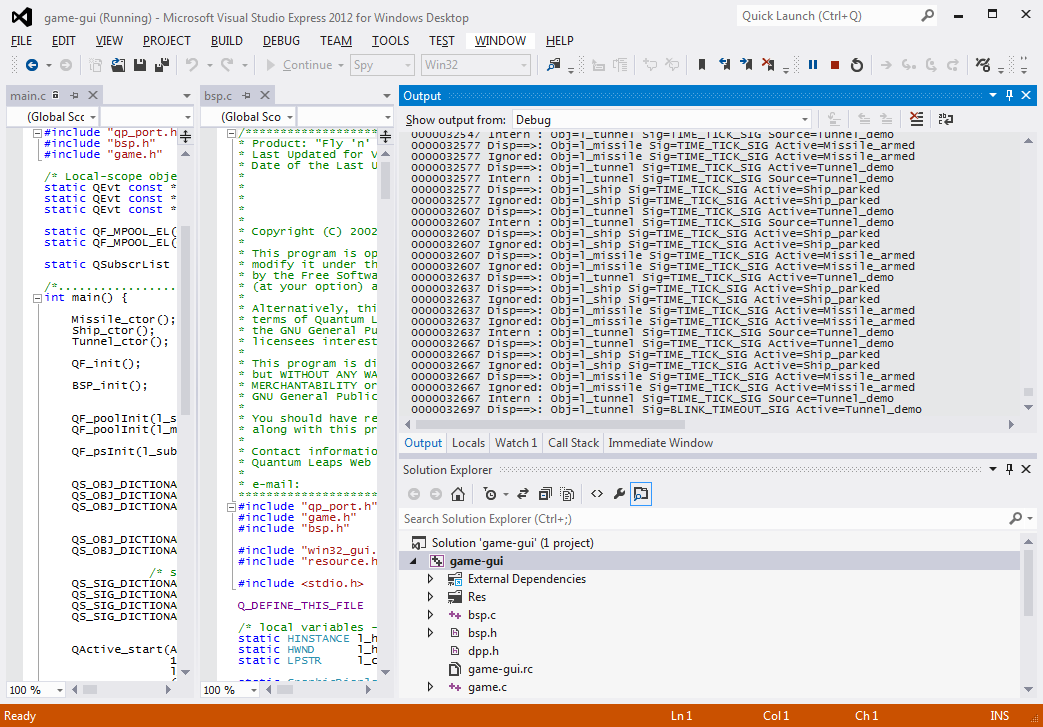 game-gui (Running) - Microsoft Visual Studio Express 2012 for Windows Desktop
Quick Launch (Ctrl+Q)
FILE EDIT VIEW PROJECT BUILD DEBUG TEAM TOOLS TEST WINDOW HELP
Continue Spy Win32
main.c
(Global Sco
#include "qp_port.h
#include "bsp.h"
#include "game.h"
/* Local-scope obje
static QEvt const *
static QEvt const *
static QEvt const *
static QF_MPOOL_EL(
static QF_MPOOL_EL(
static QSubscrList
/*..................
int main() {
Missile_ctor();
Ship_ctor();
Tunnel_ctor();
QF_init();
BSP_init();
QF_poolInit(l_s
QF_poolInit(l_m
QF_psInit(l_sub
QS_OBJ_DICTIONA
QS_OBJ_DICTIONA
QS_OBJ_DICTIONA
QS_OBJ_DICTIONA
/* s
QS_SIG_DICTIONA
QS_SIG_DICTIONA
QS_SIG_DICTIONA
QS_SIG_DICTIONA
QActive_start(A
1
l
100 %
bsp.c
(Global Sco
/*********************
* Product: "Fly 'n'
* Last Updated for V
* Date of the Last U
*
*
*
*
*
* Copyright (C) 2002
*
* This program is op
* modify it under th
* by the Free Softwa
* (at your option) a
*
* Alternatively, thi
* terms of Quantum L
* the GNU General Pu
* licensees interest
*
* This program is di
* but WITHOUT ANY WA
* MERCHANTABILITY or
* GNU General Public
*
* You should have re
* along with this pr
*
* Contact informatio
* Quantum Leaps Web
*
* e-mail:
*********************
#include "qp_port.h"
#include "game.h"
#include "bsp.h"
#include "win32_gui.
#include "resource.h
#include <stdio.h>
Q_DEFINE_THIS_FILE
/* local variables -
static HINSTANCE l_h
static HWND l_h
static LPSTR l_c
100 %
Output
Show output from: Debug
0000032547 Intern : Obj=l_tunnel Sig=TIME_TICK_SIG Source=Tunnel_demo
0000032577 Disp==>: Obj=l_missile Sig=TIME_TICK_SIG Active=Missile_armed
0000032577 Ignored: Obj=l_missile Sig=TIME_TICK_SIG Active=Missile_armed
0000032577 Disp==>: Obj=l_tunnel Sig=TIME_TICK_SIG Active=Tunnel_demo
0000032577 Intern : Obj=l_tunnel Sig=TIME_TICK_SIG Source=Tunnel_demo
0000032577 Disp==>: Obj=l_ship Sig=TIME_TICK_SIG Active=Ship_parked
0000032577 Ignored: Obj=l_ship Sig=TIME_TICK_SIG Active=Ship_parked
0000032607 Disp==>: Obj=l_tunnel Sig=TIME_TICK_SIG Active=Tunnel_demo
0000032607 Intern : Obj=l_tunnel Sig=TIME_TICK_SIG Source=Tunnel_demo
0000032607 Disp==>: Obj=l_ship Sig=TIME_TICK_SIG Active=Ship_parked
0000032607 Ignored: Obj=l_ship Sig=TIME_TICK_SIG Active=Ship_parked
0000032607 Disp==>: Obj=l_missile Sig=TIME_TICK_SIG Active=Missile_armed
0000032607 Ignored: Obj=l_missile Sig=TIME_TICK_SIG Active=Missile_armed
0000032637 Disp==>: Obj=l_tunnel Sig=TIME_TICK_SIG Active=Tunnel_demo
0000032637 Disp==>: Obj=l_ship Sig=TIME_TICK_SIG Active=Ship_parked
0000032637 Ignored: Obj=l_ship Sig=TIME_TICK_SIG Active=Ship_parked
0000032637 Disp==>: Obj=l_missile Sig=TIME_TICK_SIG Active=Missile_armed
0000032637 Ignored: Obj=l_missile Sig=TIME_TICK_SIG Active=Missile_armed
0000032637 Intern : Obj=l_tunnel Sig=TIME_TICK_SIG Source=Tunnel_demo
0000032667 Disp==>: Obj=l_tunnel Sig=TIME_TICK_SIG Active=Tunnel_demo
0000032667 Disp==>: Obj=l_ship Sig=TIME_TICK_SIG Active=Ship_parked
0000032667 Ignored: Obj=l_ship Sig=TIME_TICK_SIG Active=Ship_parked
0000032667 Disp==>: Obj=l_missile Sig=TIME_TICK_SIG Active=Missile_armed
0000032667 Ignored: Obj=l_missile Sig=TIME_TICK_SIG Active=Missile_armed
0000032667 Intern : Obj=l_tunnel Sig=TIME_TICK_SIG Source=Tunnel_demo
0000032697 Disp==>: Obj=l_tunnel Sig=BLINK_TIMEOUT_SIG Active=Tunnel_demo
Output Locals Watch 1 Call Stack Immediate Window
Solution Explorer
Search Solution Explorer (Ctrl+;)
Solution 'game-gui' (1 project)
game-gui
External Dependencies
Res
bsp.c
bsp.h
dpp.h
game-gui.rc
game.c
Ready Ln 1 Col 1 Ch 1 INS